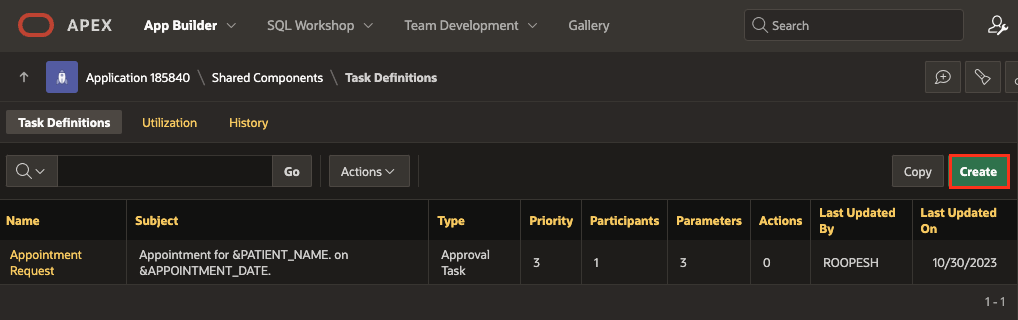 APEX App Builder SQL Workshop Team Development Gallery Search
Application 185840 \ Shared Components \ Task Definitions
Task Definitions Utilization History
Go Actions Copy Create
Name Subject Type Priority Participants Parameters Actions Last Updated By Last Updated On
Appointment Request Appointment for &PATIENT_NAME. on &APPOINTMENT_DATE. Approval Task 3 1 3 0 ROOPESH 10/30/2023
1 - 1